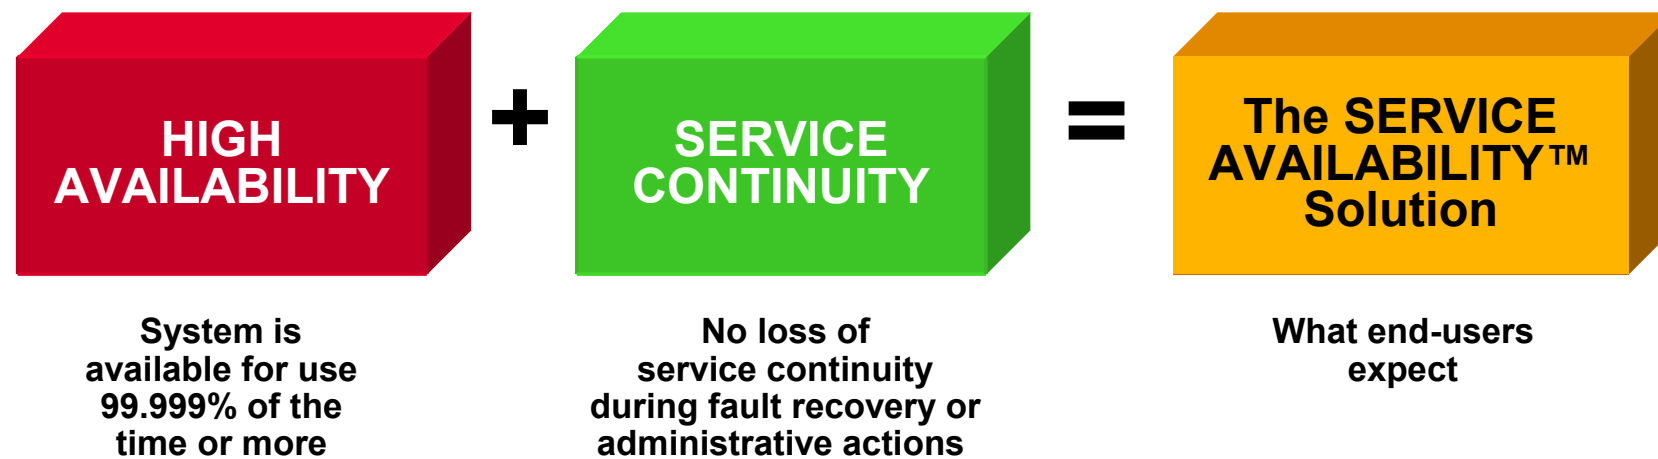 HIGH
AVAILABILITY
+
SERVICE
CONTINUITY
=
The SERVICE
AVAILABILITY™
Solution
System is
available for use
99.999% of the
time or more
No loss of
service continuity
during fault recovery or
administrative actions
What end-users
expect